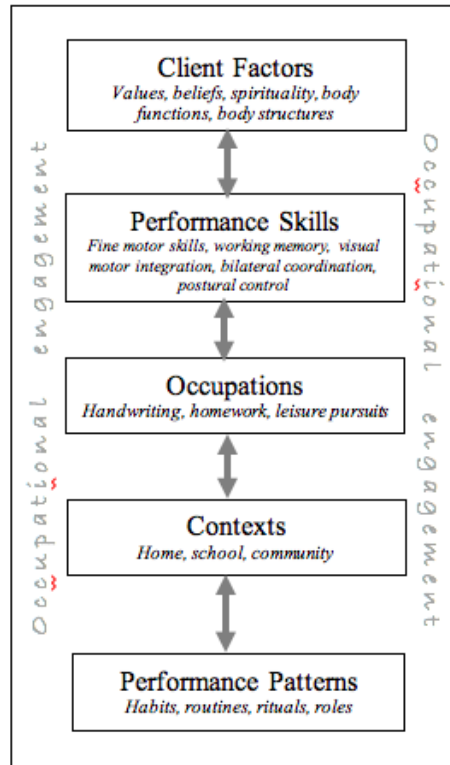 Client Factors
Values, beliefs, spirituality, body
functions, body structures
Performance Skills
Fine motor skills, working memory, visual
motor integration, bilateral coordination,
postural control
Occupations
Handwriting, homework, leisure pursuits
Contexts
Home, school, community
Performance Patterns
Habits, routines, rituals, roles
Occupational engagement
Occupational engagement